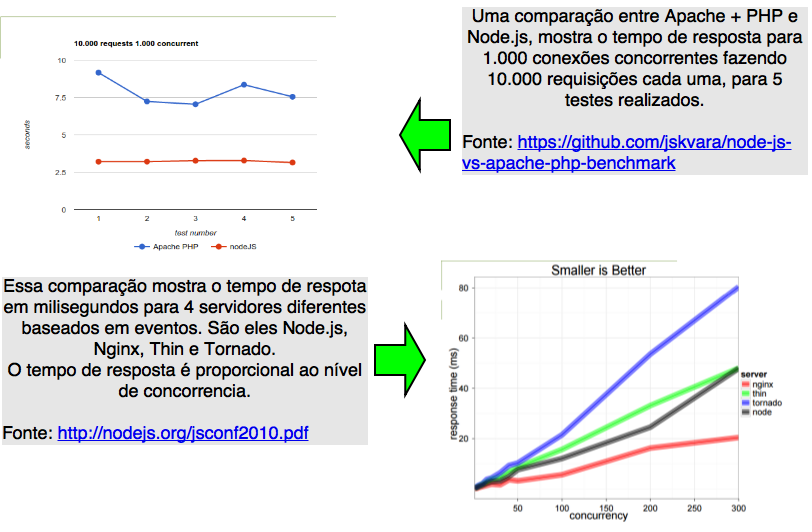 Uma comparação entre Apache + PHP e
Node.js, mostra o tempo de resposta para
1.000 conexões concorrentes fazendo
10.000 requisições cada uma, para 5
testes realizados.
Fonte: https://github.com/jskvara/node-js-
vs-apache-php-benchmark
10.000 requests 1.000 concurrent
10
7.5
5
2.5
0
seconds
1 2 3 4 5
test number
Apache PHP nodeJS
Essa comparação mostra o tempo de respota
em milisegundos para 4 servidores diferentes
baseados em eventos. São eles Node.js,
Nginx, Thin e Tornado.
O tempo de resposta é proporcional ao nível
de concorrencia.
Fonte: http://nodejs.org/jsconf2010.pdf
Smaller is Better
80
60
40
20
response time (ms)
50 100 150 200 250 300
concurrency
server
nginx
thin
tornado
node